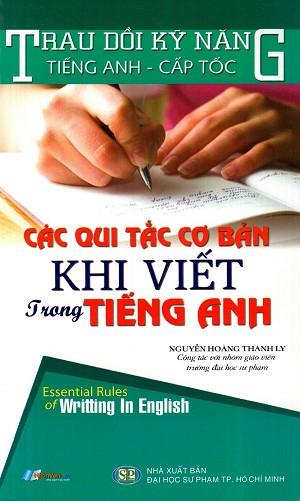 TRAU DỒI KỸ NĂNG
TIẾNG ANH - CẤP TỐC
CÁC QUI TẮC CƠ BẢN
KHI VIẾT
Trong TIẾNG ANH
NGUYỄN HOÀNG THANH LY
Cộng tác với nhóm giáo viên
trường đại học sư phạm
Essential Rules
of Writting In English
NHÀ XUẤT BẢN
ĐẠI HỌC SƯ PHẠM TP. HỒ CHÍ MINH